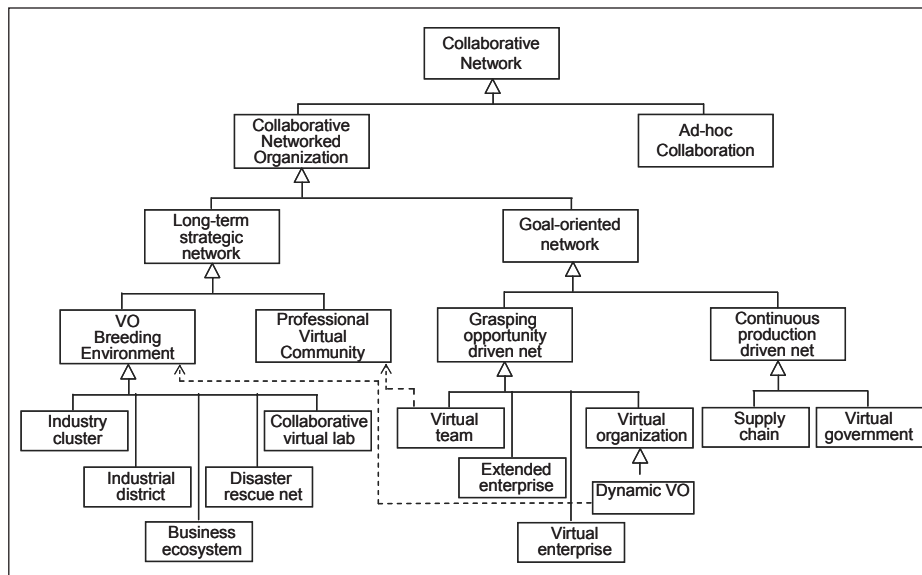 Collaborative
Network
Collaborative
Networked
Organization
Ad-hoc
Collaboration
Long-term
strategic
network
Goal-oriented
network
VO
Breeding
Environment
Professional
Virtual
Community
Grasping
opportunity
driven net
Continuous
production
driven net
Industry
cluster
Collaborative
virtual lab
Virtual
team
Virtual
organization
Supply
chain
Virtual
government
Industrial
district
Disaster
rescue net
Extended
enterprise
Dynamic VO
Business
ecosystem
Virtual
enterprise